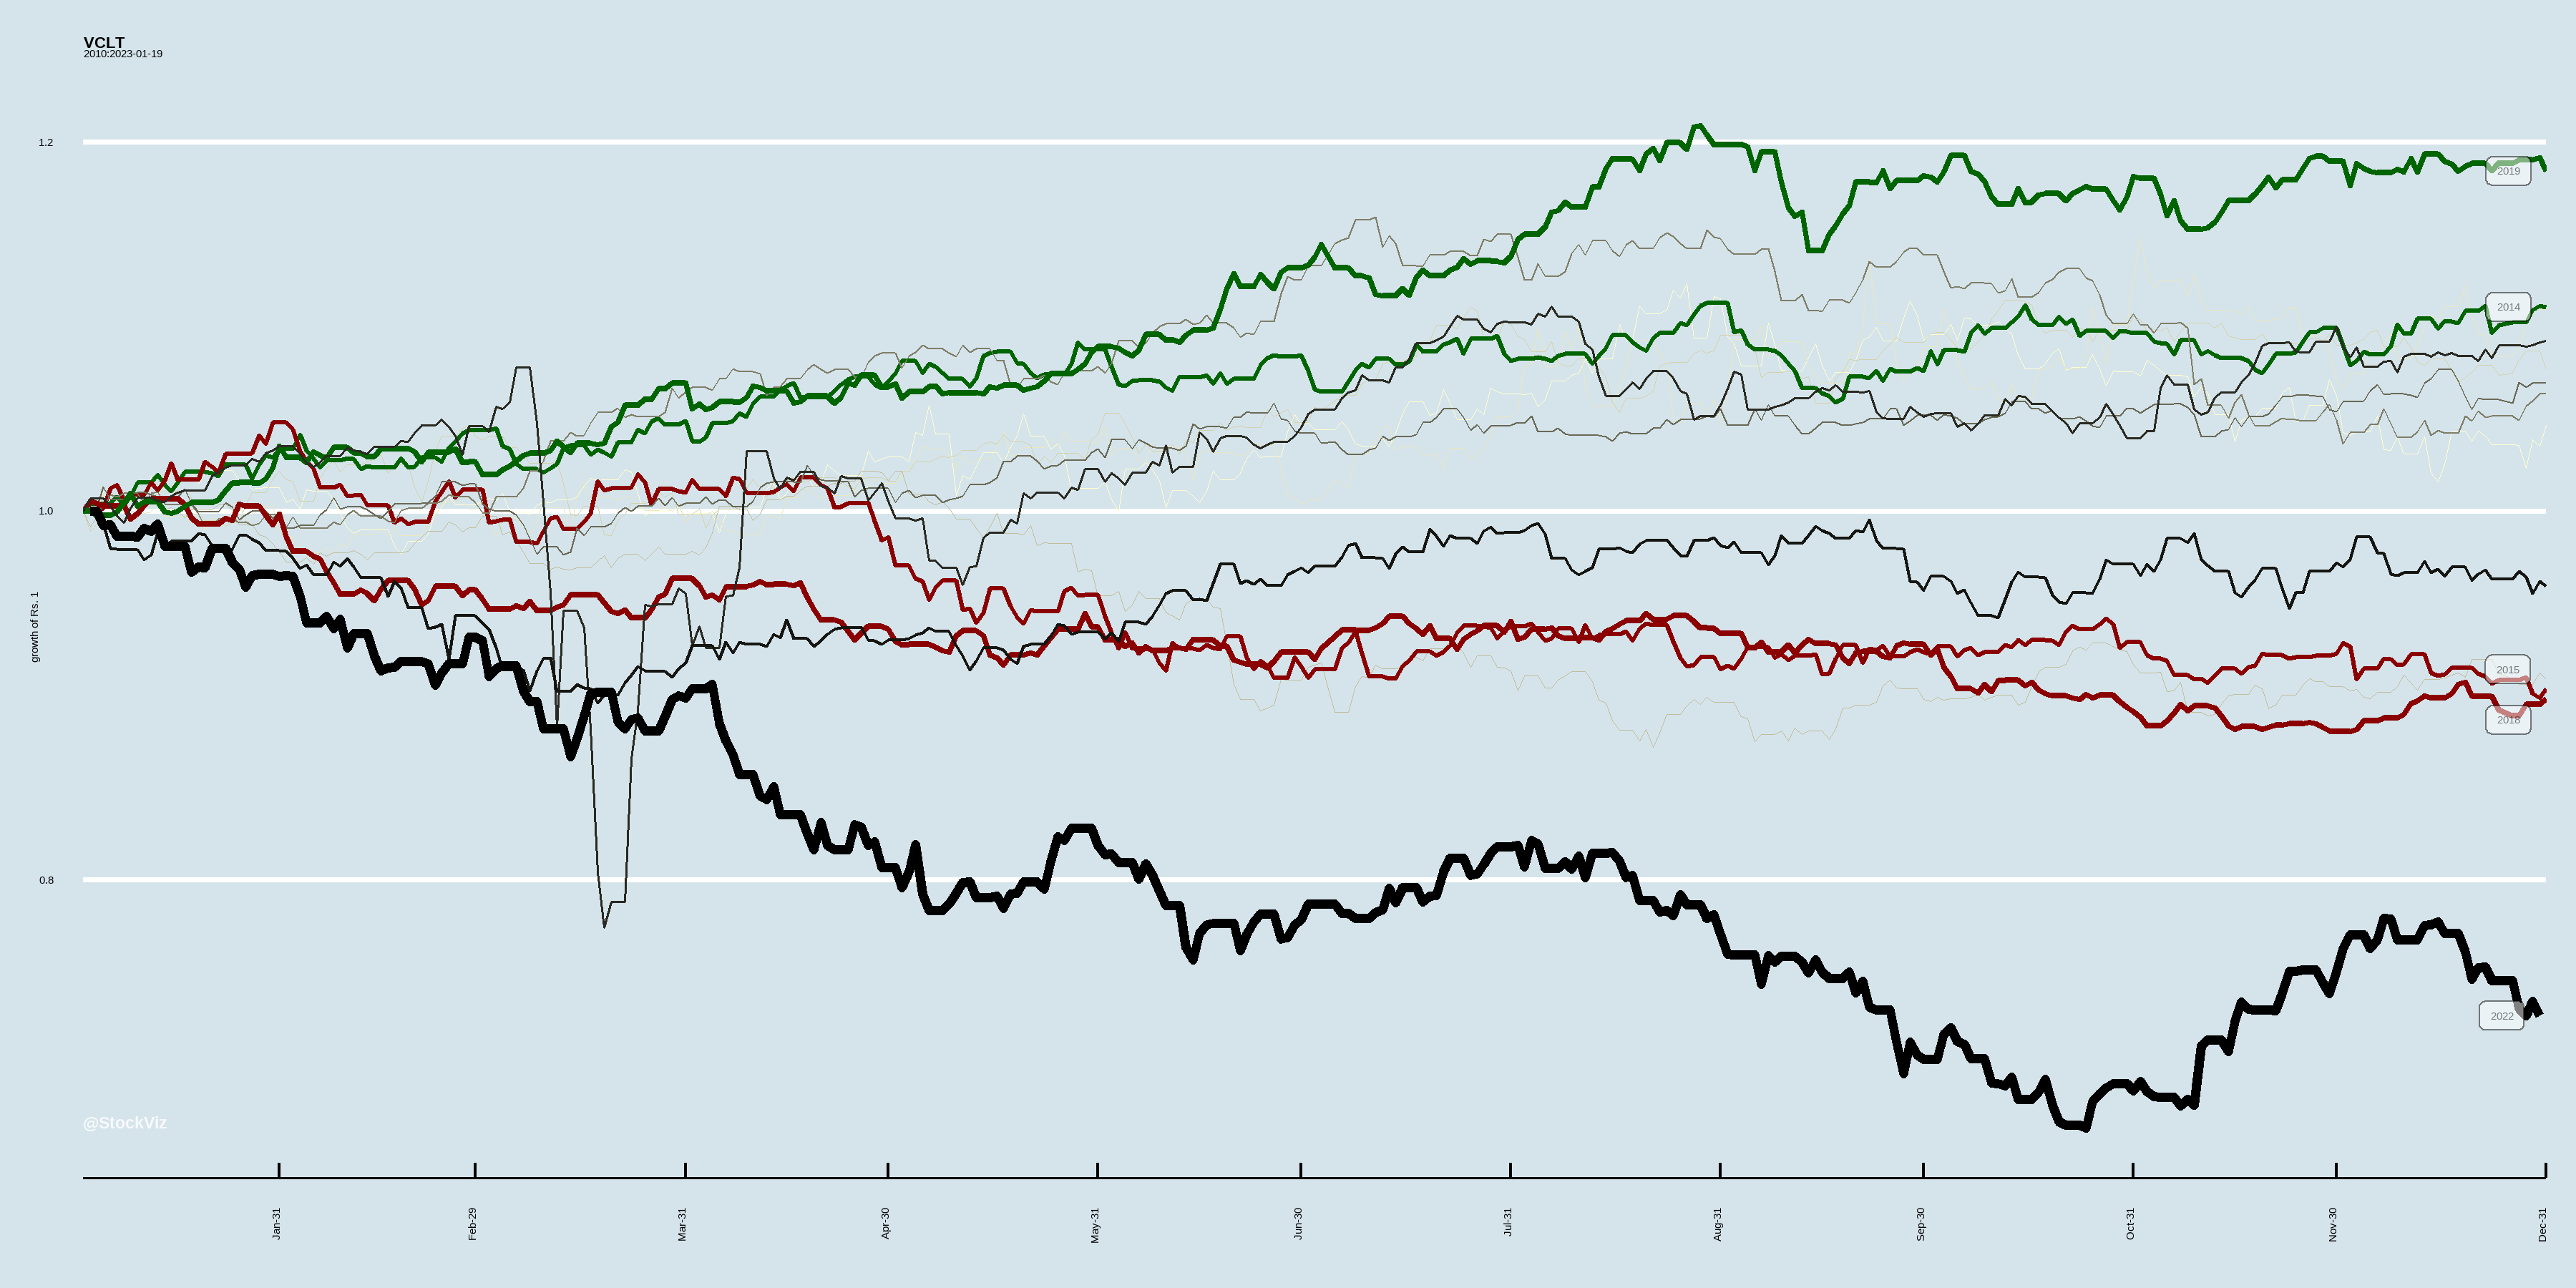 VCLT
2010:2023-01-19
1.2
1.0
0.8
growth of Rs. 1
2019
2014
2015
2018
2022
@StockViz
Jan-31
Feb-29
Mar-31
Apr-30
May-31
Jun-30
Jul-31
Aug-31
Sep-30
Oct-31
Nov-30
Dec-31